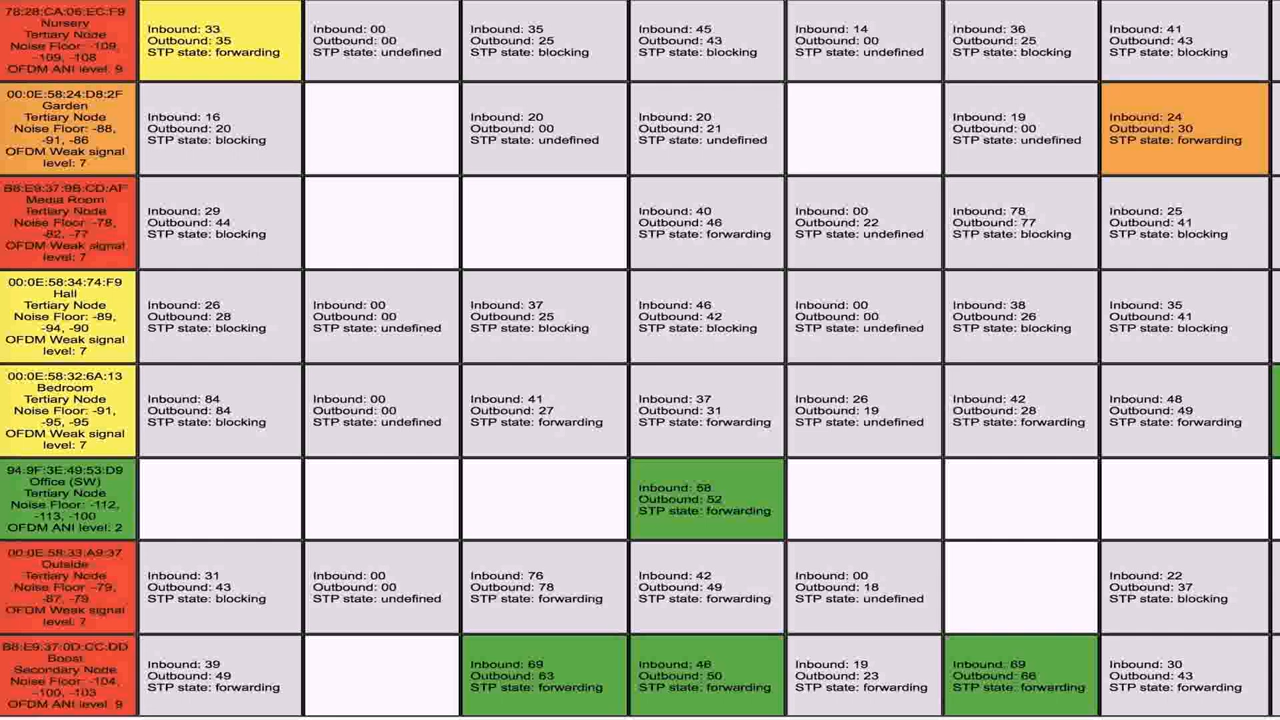 78:28:CA:06:EC:F9
Nursery
Tertiary Node
Noise Floor: -109,
-109, -108
OFDM ANI level: 9
Inbound: 33
Outbound: 35
STP state: forwarding
Inbound: 00
Outbound: 00
STP state: undefined
Inbound: 35
Outbound: 25
STP state: blocking
Inbound: 45
Outbound: 43
STP state: blocking
Inbound: 14
Outbound: 00
STP state: undefined
Inbound: 36
Outbound: 25
STP state: blocking
Inbound: 41
Outbound: 43
STP state: blocking
00:0E:58:24:D8:2F
Garden
Tertiary Node
Noise Floor: -88,
-91, -86
OFDM Weak signal
level: 7
Inbound: 16
Outbound: 20
STP state: blocking
Inbound: 20
Outbound: 00
STP state: undefined
Inbound: 20
Outbound: 21
STP state: undefined
Inbound: 19
Outbound: 00
STP state: undefined
Inbound: 24
Outbound: 30
STP state: forwarding
B8:E9:37:9B:CD:AF
Media Room
Tertiary Node
Noise Floor: -78,
-82, -77
OFDM Weak signal
level: 7
Inbound: 29
Outbound: 44
STP state: blocking
Inbound: 40
Outbound: 46
STP state: forwarding
Inbound: 00
Outbound: 22
STP state: undefined
Inbound: 78
Outbound: 77
STP state: blocking
Inbound: 25
Outbound: 41
STP state: blocking
00:0E:58:34:74:F9
Hall
Tertiary Node
Noise Floor: -89,
-94, -90
OFDM Weak signal
level: 7
Inbound: 26
Outbound: 28
STP state: blocking
Inbound: 00
Outbound: 00
STP state: undefined
Inbound: 37
Outbound: 25
STP state: blocking
Inbound: 46
Outbound: 42
STP state: blocking
Inbound: 00
Outbound: 00
STP state: undefined
Inbound: 38
Outbound: 26
STP state: blocking
Inbound: 35
Outbound: 41
STP state: blocking
00:0E:58:32:6A:13
Bedroom
Tertiary Node
Noise Floor: -91,
-95, -95
OFDM Weak signal
level: 7
Inbound: 84
Outbound: 84
STP state: blocking
Inbound: 00
Outbound: 00
STP state: undefined
Inbound: 41
Outbound: 27
STP state: forwarding
Inbound: 37
Outbound: 31
STP state: forwarding
Inbound: 26
Outbound: 19
STP state: undefined
Inbound: 42
Outbound: 28
STP state: forwarding
Inbound: 48
Outbound: 49
STP state: forwarding
94:9F:3E:49:53:D9
Office (SW)
Tertiary Node
Noise Floor: -112,
-113, -100
OFDM ANI level: 2
Inbound: 58
Outbound: 52
STP state: forwarding
00:0E:58:33:A9:37
Outside
Tertiary Node
Noise Floor: -79,
-87, -79
OFDM Weak signal
level: 7
Inbound: 31
Outbound: 43
STP state: blocking
Inbound: 00
Outbound: 00
STP state: undefined
Inbound: 76
Outbound: 78
STP state: forwarding
Inbound: 42
Outbound: 49
STP state: forwarding
Inbound: 00
Outbound: 18
STP state: undefined
Inbound: 22
Outbound: 37
STP state: blocking
B8:E9:37:0D:CC:DD
Boost
Secondary Node
Noise Floor: -104,
-100, -103
OFDM ANI level: 9
Inbound: 39
Outbound: 49
STP state: forwarding
Inbound: 69
Outbound: 63
STP state: forwarding
Inbound: 46
Outbound: 50
STP state: forwarding
Inbound: 19
Outbound: 23
STP state: forwarding
Inbound: 69
Outbound: 66
STP state: forwarding
Inbound: 30
Outbound: 43
STP state: forwarding